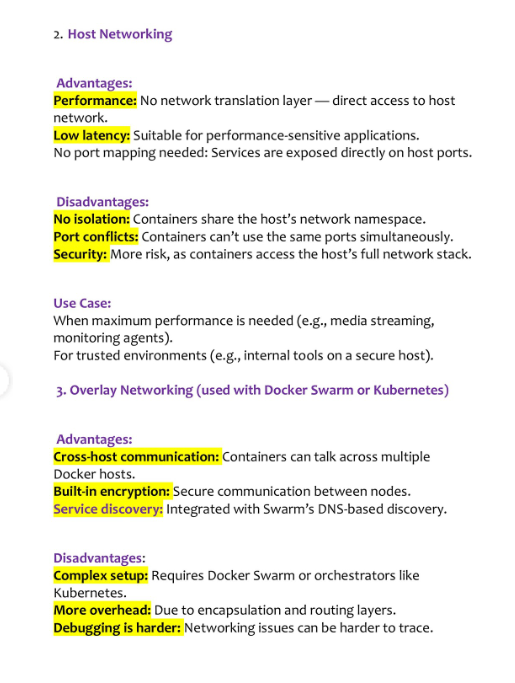 2. Host Networking
Advantages:
Performance: No network translation layer — direct access to host
network.
Low latency: Suitable for performance-sensitive applications.
No port mapping needed: Services are exposed directly on host ports.
Disadvantages:
No isolation: Containers share the host's network namespace.
Port conflicts: Containers can't use the same ports simultaneously.
Security: More risk, as containers access the host's full network stack.
Use Case:
When maximum performance is needed (e.g., media streaming,
monitoring agents).
For trusted environments (e.g., internal tools on a secure host).
3. Overlay Networking (used with Docker Swarm or Kubernetes)
Advantages:
Cross-host communication: Containers can talk across multiple
Docker hosts.
Built-in encryption: Secure communication between nodes.
Service discovery: Integrated with Swarm's DNS-based discovery.
Disadvantages:
Complex setup: Requires Docker Swarm or orchestrators like
Kubernetes.
More overhead: Due to encapsulation and routing layers.
Debugging is harder: Networking issues can be harder to trace.